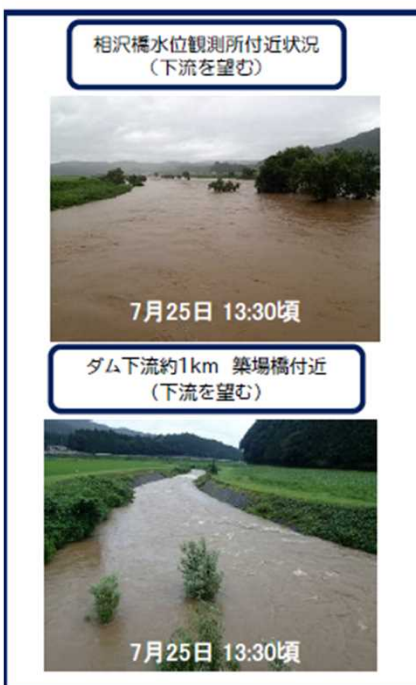 相沢橋水位観測所付近状況
（下流を望む）
7月25日 13:30頃
ダム下流約1km 築場橋付近
（下流を望む）
7月25日 13:30頃